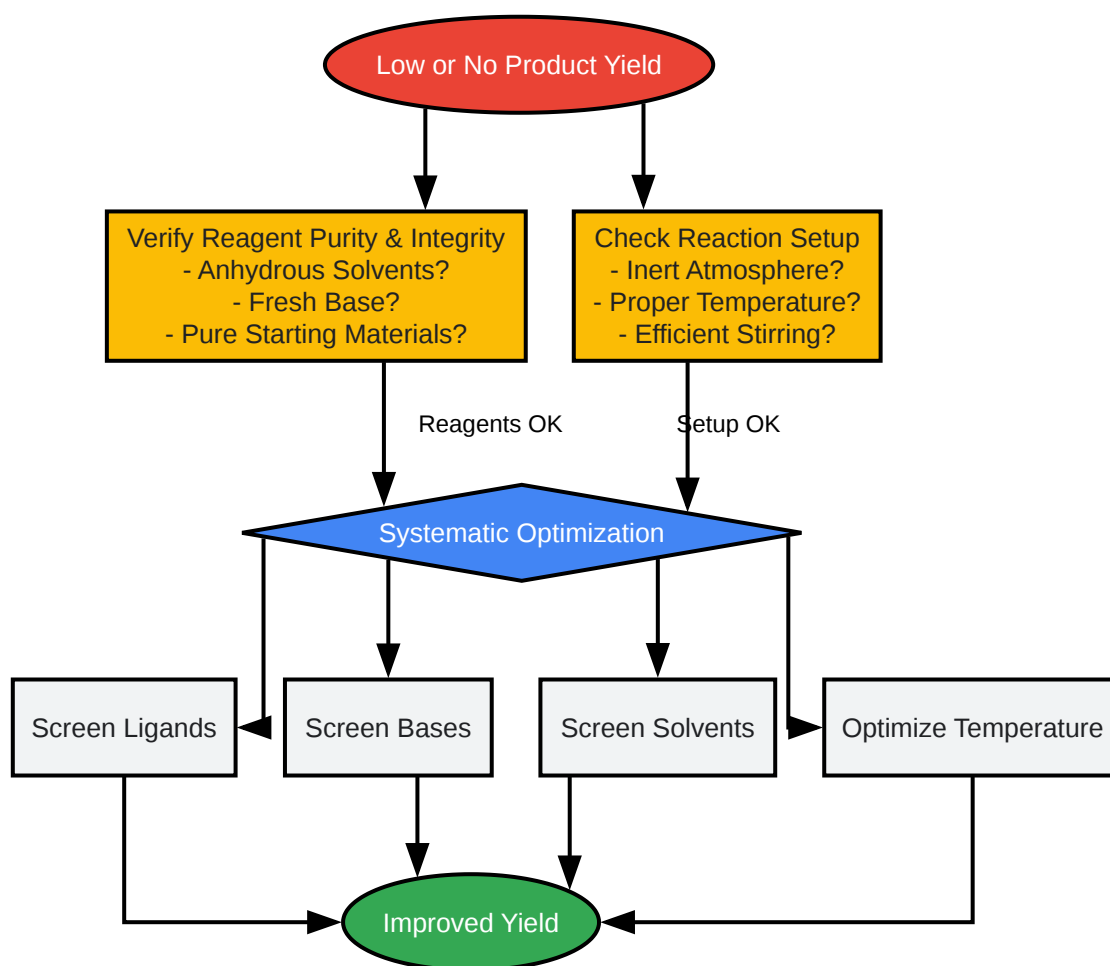 Low or No Product Yield
Verify Reagent Purity & Integrity
- Anhydrous Solvents?
- Fresh Base?
- Pure Starting Materials?
Check Reaction Setup
- Inert Atmosphere?
- Proper Temperature?
- Efficient Stirring?
Reagents OK
Setup OK
Systematic Optimization
Screen Ligands
Screen Bases
Screen Solvents
Optimize Temperature
Improved Yield